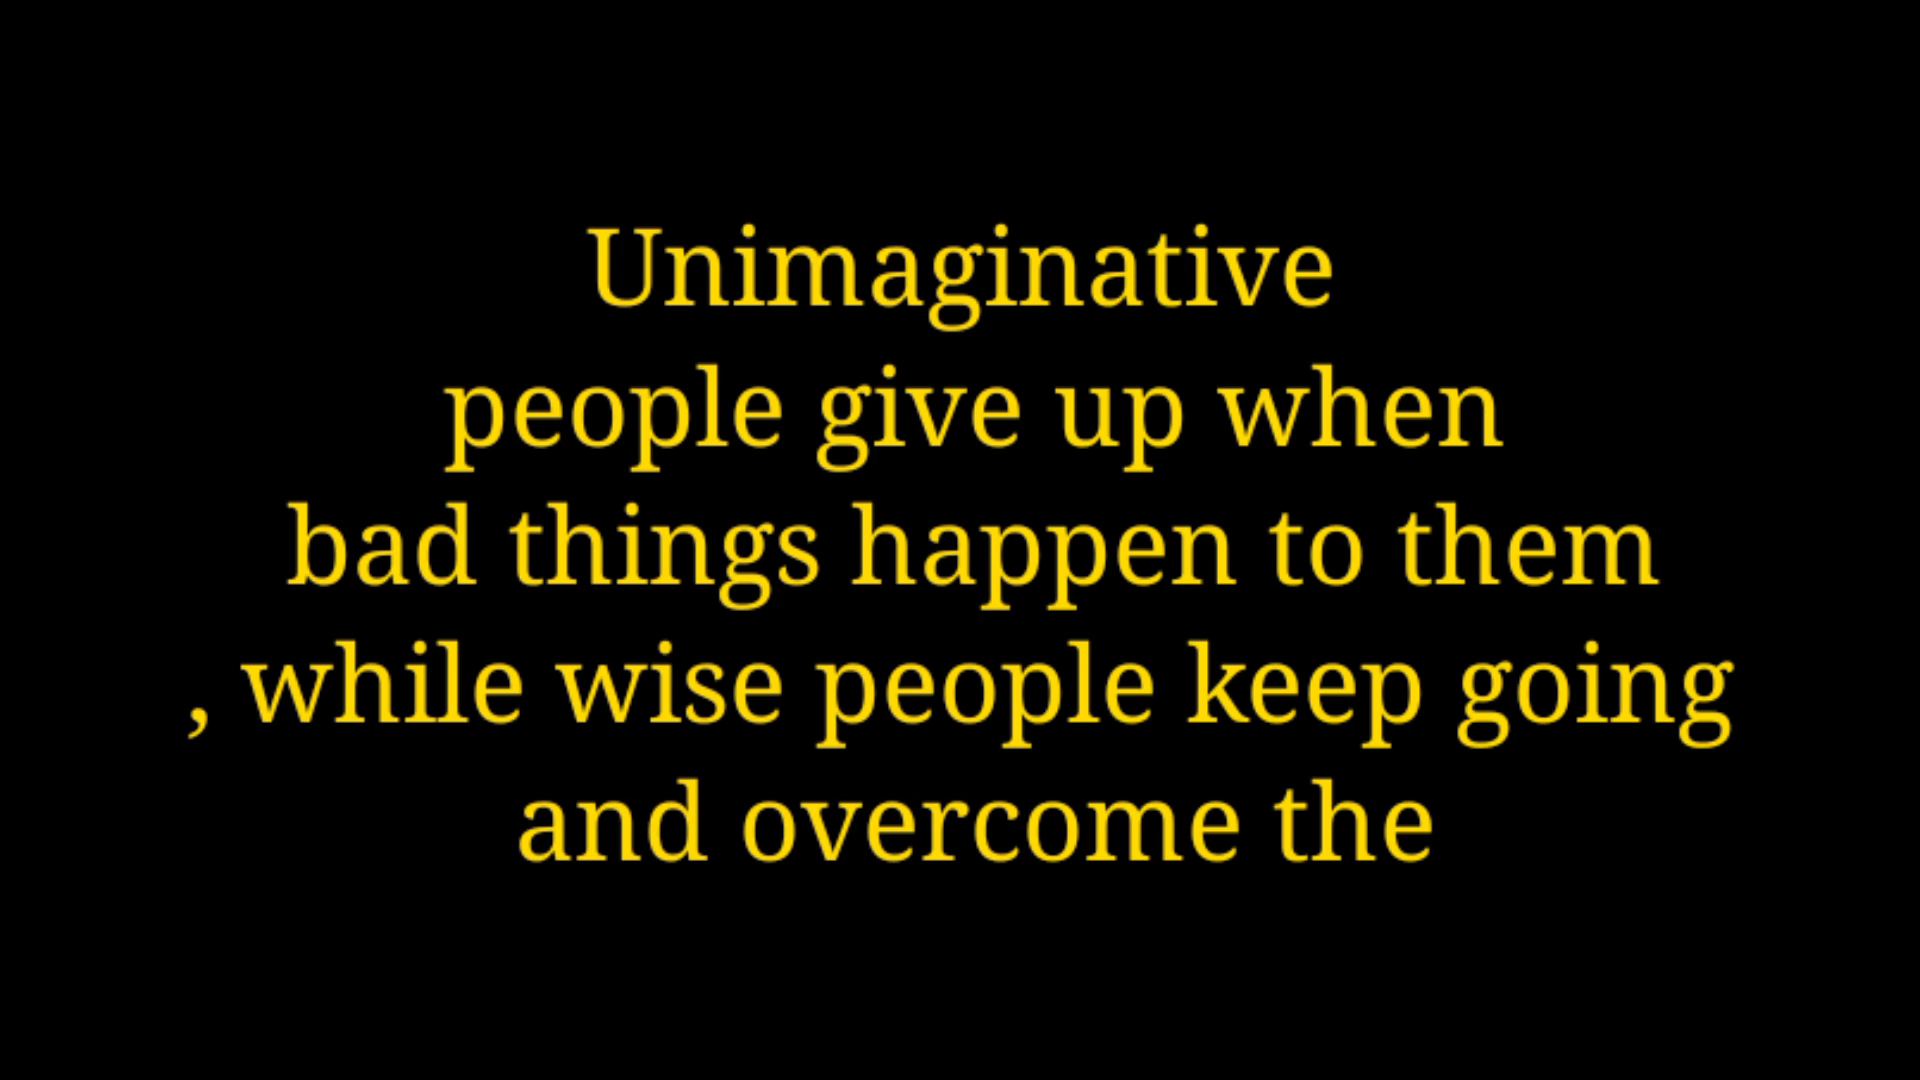 Unimaginative
people give up when
bad things happen to them
, while wise people keep going
and overcome the